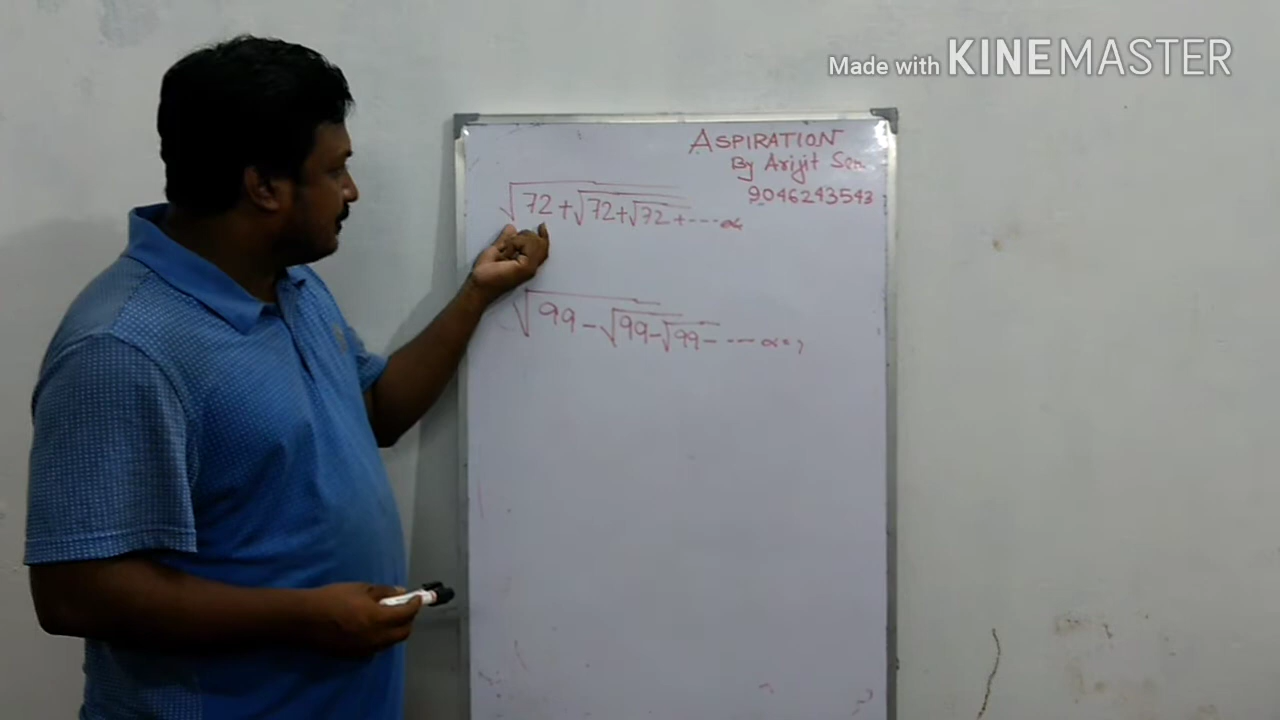 Made with KINEMASTER
ASPIRATION
By Arijit Sen
9046243543
√72+√72+√72+----∝
√99-√99-√99-----∝=?